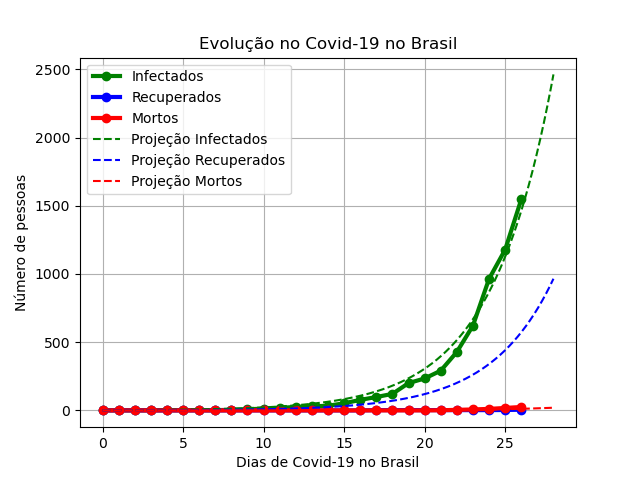 Evolução no Covid-19 no Brasil
Infectados
Recuperados
Mortos
Projeção Infectados
Projeção Recuperados
Projeção Mortos
Número de pessoas
2500
2000
1500
1000
500
0
0 5 10 15 20 25
Dias de Covid-19 no Brasil